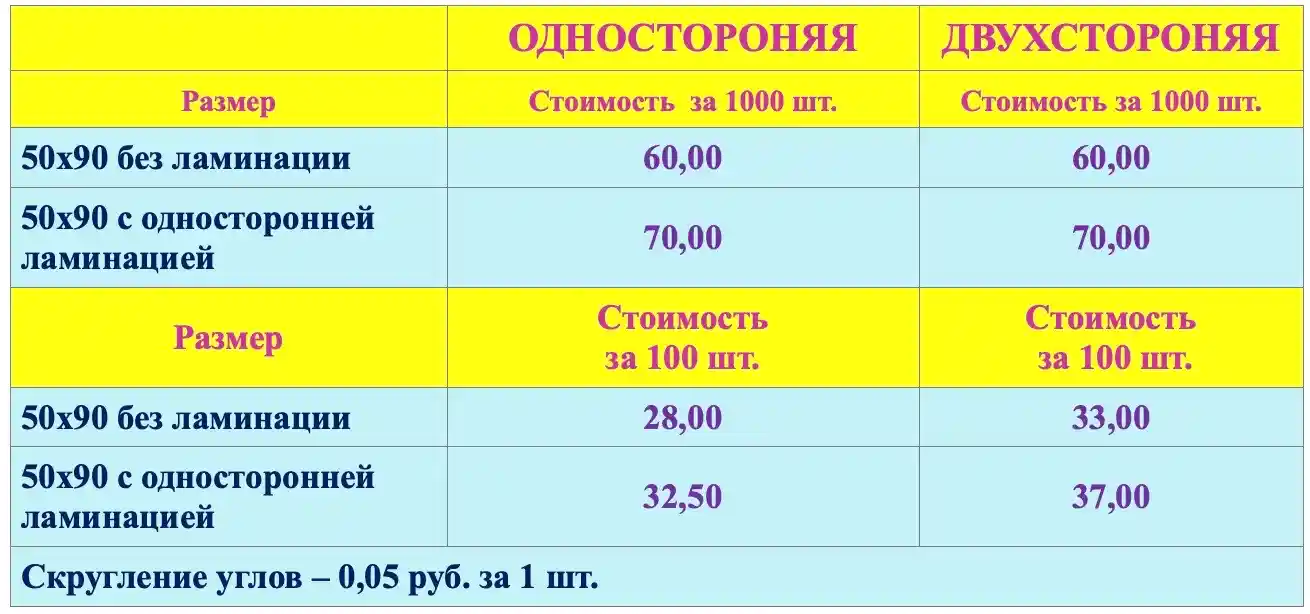 ОДНОСТОРОНЯЯ ДВУХСТОРОНЯЯ
Размер Стоимость за 1000 шт. Стоимость за 1000 шт.
50х90 без ламинации 60,00 60,00
50х90 с односторонней
ламинацией
70,00 70,00
Размер
Стоимость
за 100 шт.
Стоимость
за 100 шт.
50х90 без ламинации 28,00 33,00
50х90 с односторонней
ламинацией
32,50 37,00
Скругление углов – 0,05 руб. за 1 шт.